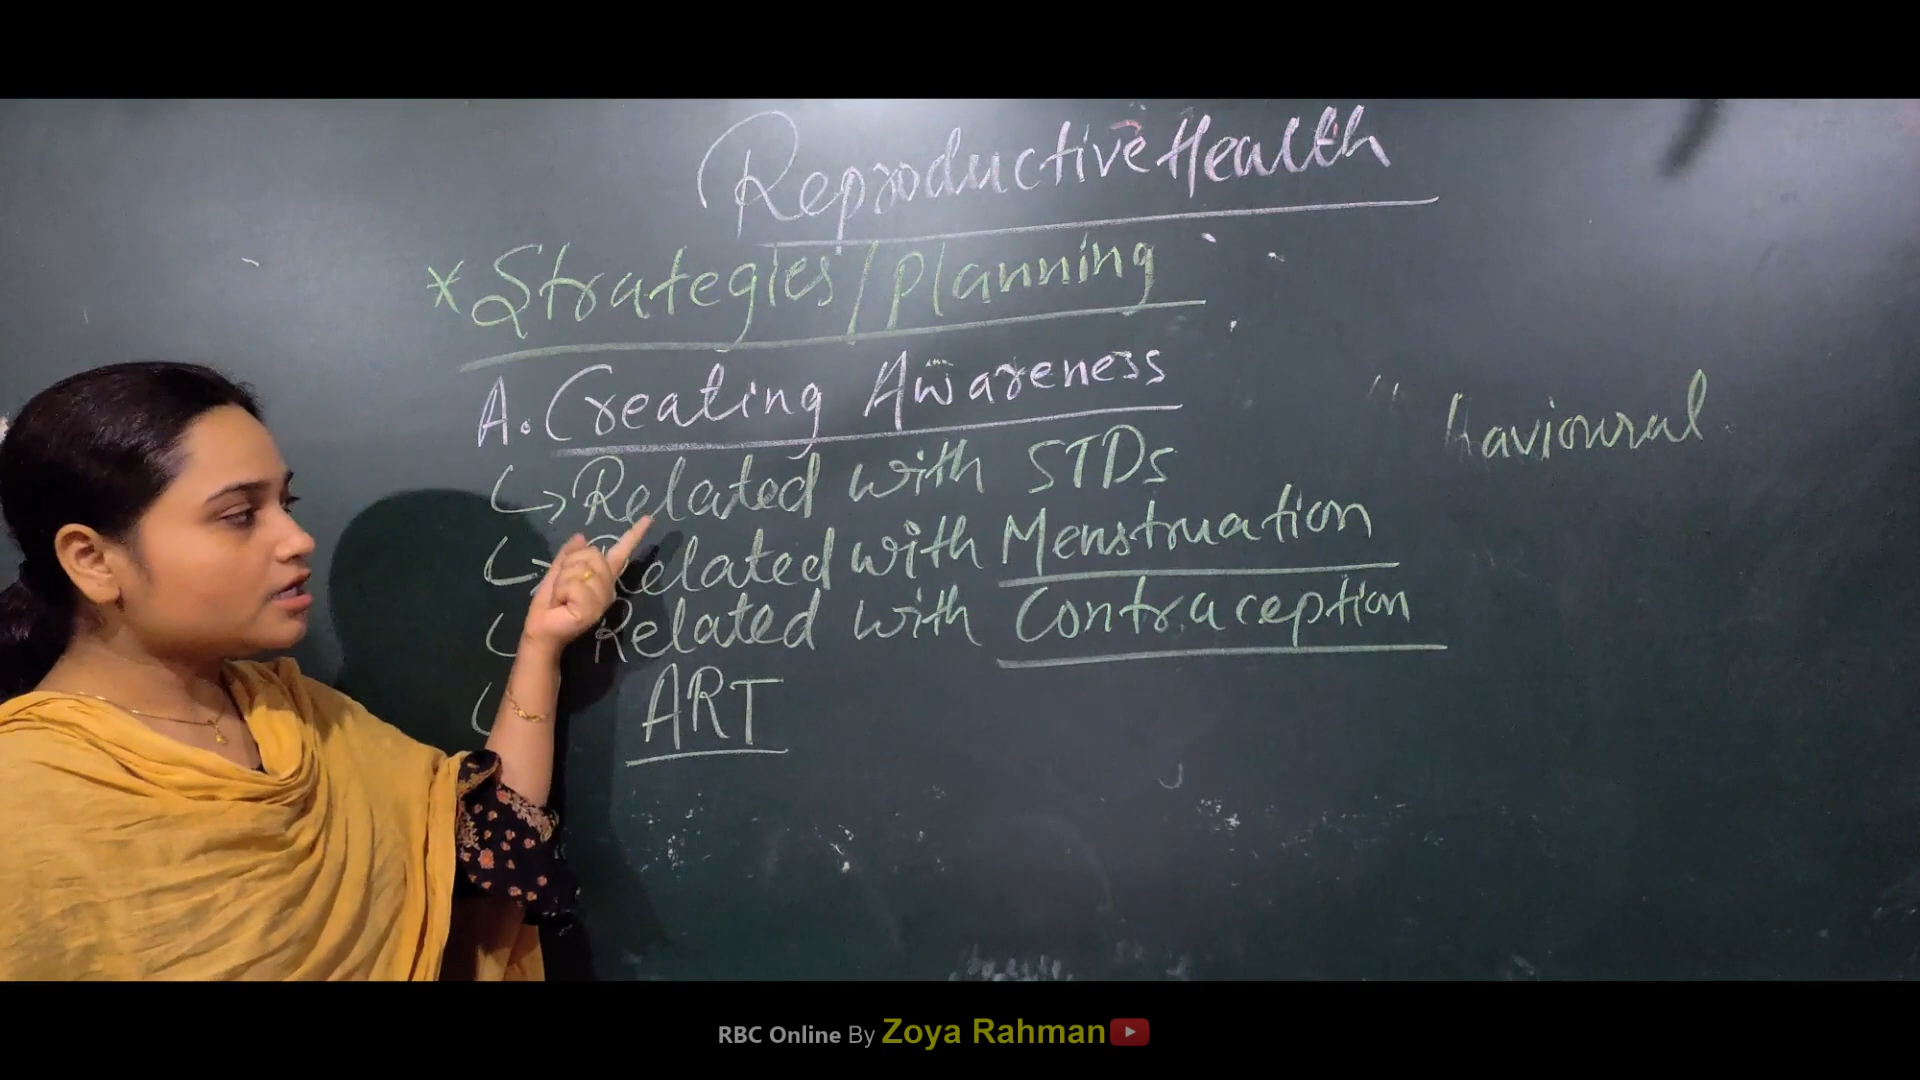 Reproductive Health
* Strategies/planning
A. Creating Awareness
↳ Related with STDs
↳ Related with Menstruation
Related with Contraception
ART
havioural
RBC Online By Zoya Rahman